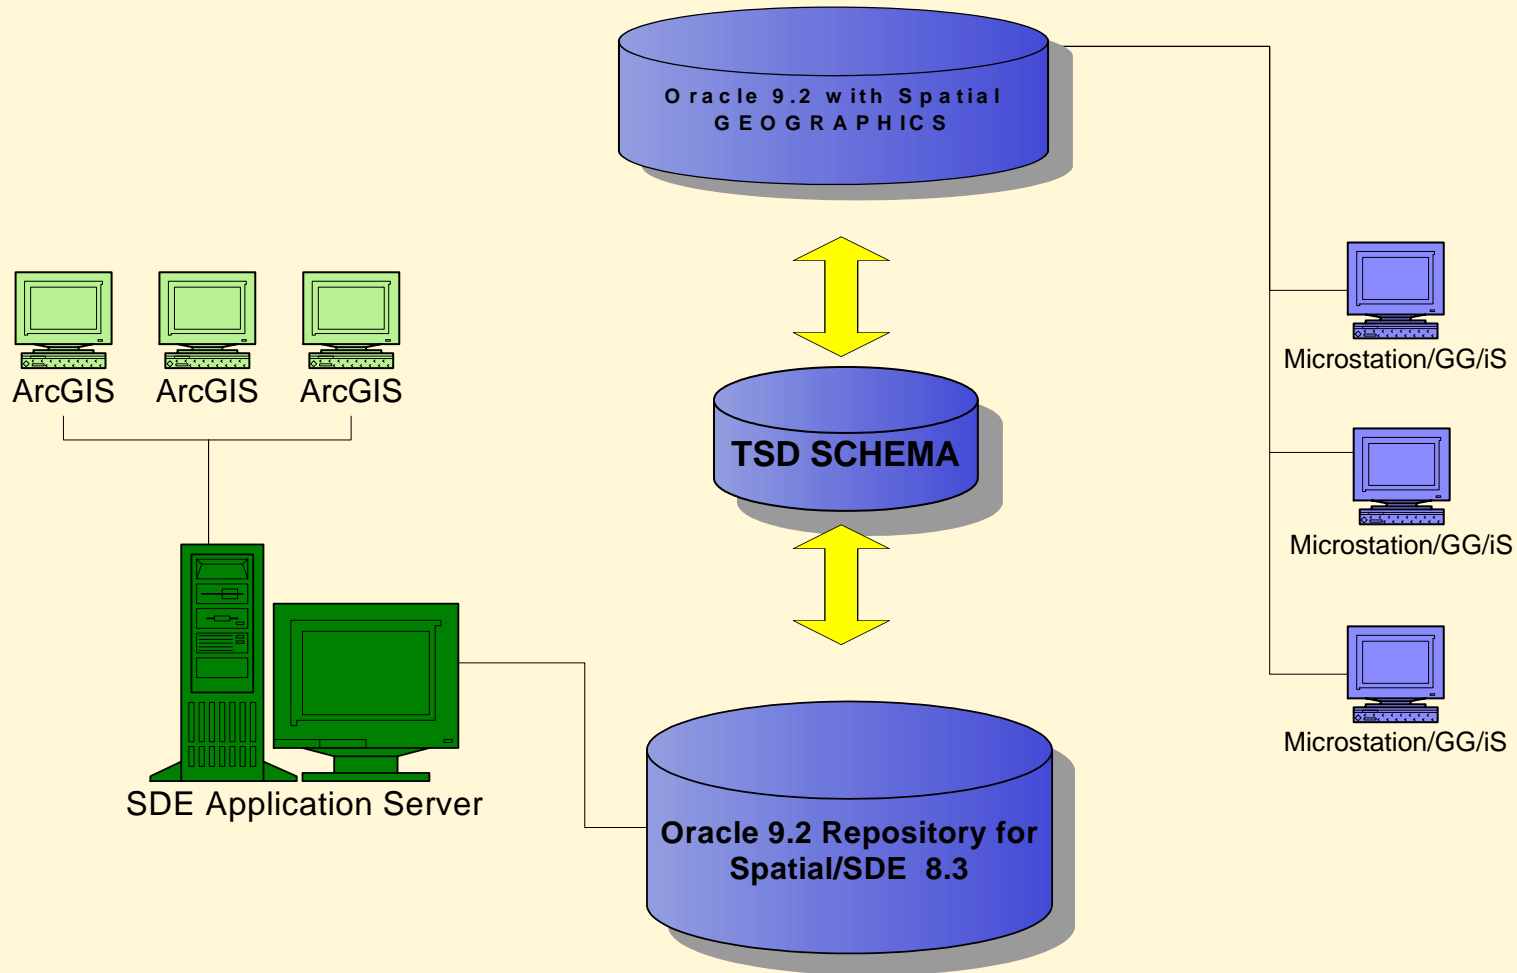 Oracle 9.2 with Spatial
GEOGRAPHICS
ArcGIS ArcGIS ArcGIS
Microstation/GG/iS
TSD SCHEMA
Microstation/GG/iS
Microstation/GG/iS
SDE Application Server
Oracle 9.2 Repository for
Spatial/SDE 8.3